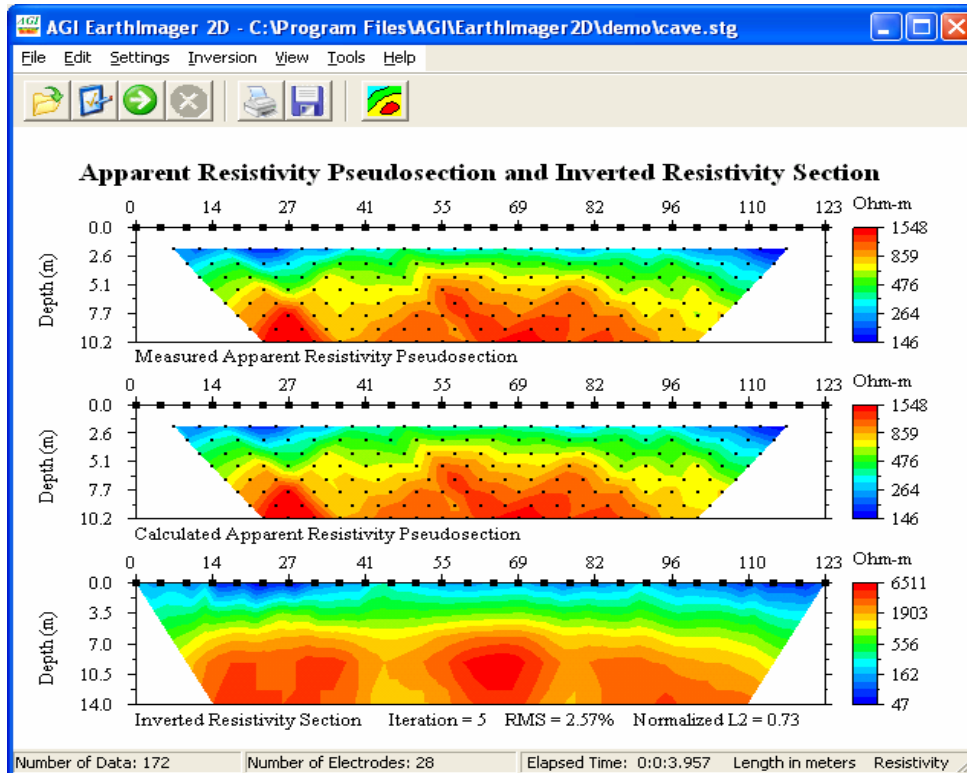 AGI EarthImager 2D - C:\Program Files\AGI\EarthImager2D\demo\cave.stg
File Edit Settings Inversion View Tools Help
Apparent Resistivity Pseudosection and Inverted Resistivity Section
0 14 27 41 55 69 82 96 110 123 Ohm-m
0.0 1548
2.6 859
5.1 476
7.7 264
10.2 146
Depth (m)
Measured Apparent Resistivity Pseudosection
0 14 27 41 55 69 82 96 110 123 Ohm-m
0.0 1548
2.6 859
5.1 476
7.7 264
10.2 146
Depth (m)
Calculated Apparent Resistivity Pseudosection
0 14 27 41 55 69 82 96 110 123 Ohm-m
0.0 6511
3.5 1903
7.0 556
10.5 162
14.0 47
Depth (m)
Inverted Resistivity Section Iteration = 5 RMS = 2.57% Normalized L2 = 0.73
Number of Data: 172 Number of Electrodes: 28 Elapsed Time: 0:0:3.957 Length in meters Resistivity